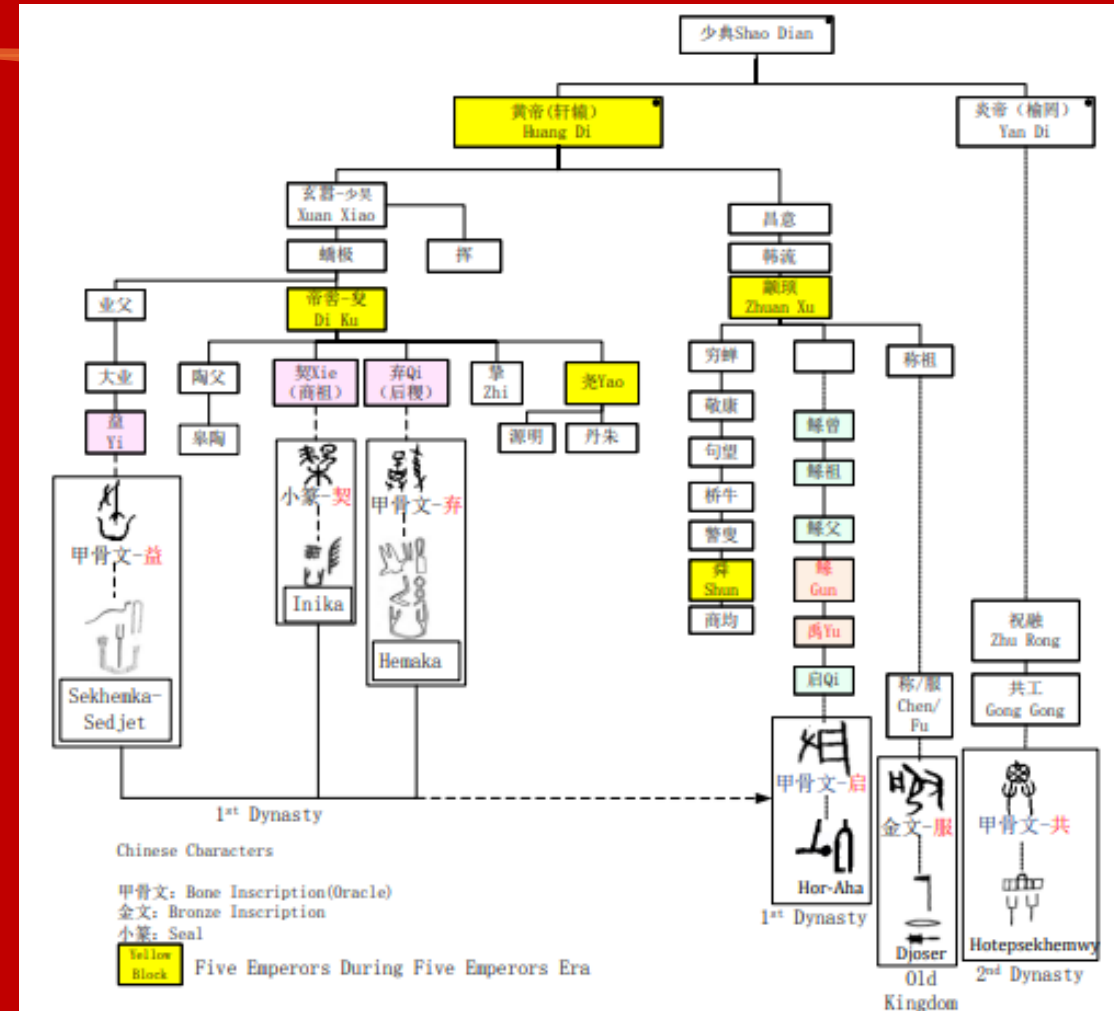 少典Shao Dian
黄帝(轩辕)
Huang Di
炎帝（榆罔）
Yan Di
玄嚣-少昊
Xuan Xiao
昌意
蟜极
挥
韩流
业父
帝喾-夋
Di Ku
颛顼
Zhuan Xu
穷蝉
称祖
大业
陶父
契Xie
（商祖）
弃Qi
（后稷）
挚
Zhi
尧Yao
敬康
鲧曾
益
Yi
皋陶
源明
丹朱
句望
鲧祖
桥牛
鲧父
小篆-契
甲骨文-弃
甲骨文-益
舜
Shun
鲧
Gun
商均
禹Yu
祝融
Zhu Rong
Inika
Hemaka
启Qi
称/服
Chen/
Fu
共工
Gong Gong
Sekhemka-
Sedjet
甲骨文-启
金文-服
甲骨文-共
1st Dynasty
Hor-Aha
1st Dynasty
Djoser
Old
Kingdom
Hotepsekhemwy
2nd Dynasty
Chinese Characters
甲骨文: Bone Inscription(Oracle)
金文: Bronze Inscription
小篆: Seal
Yellow
Block
Five Emperors During Five Emperors Era